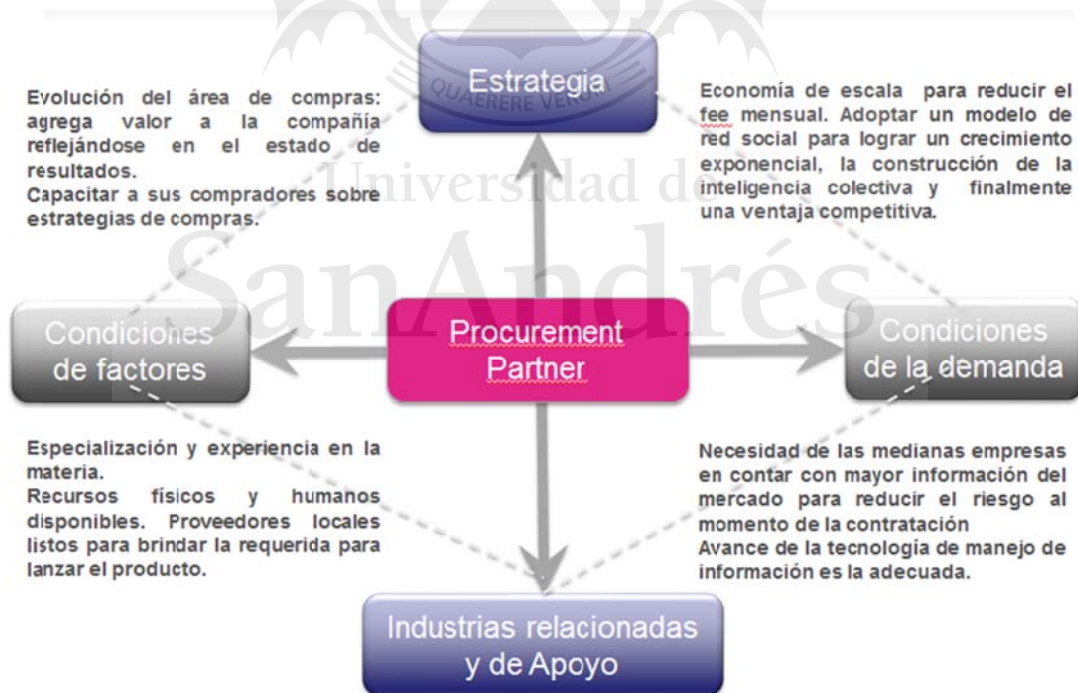 Estrategia
QUAERERE VERUM
Evolución del área de compras:
agrega valor a la compañía
reflejándose en el estado de
resultados.
Capacitar a sus compradores sobre
estrategias de compras.
Economía de escala para reducir el
fee mensual. Adoptar un modelo de
red social para lograr un crecimiento
exponencial, la construcción de la
inteligencia colectiva y finalmente
una ventaja competitiva.
Universidad de
SanAndrés
Condiciones
de factores
Procurement
Partner
Condiciones
de la demanda
Especialización y experiencia en la
materia.
Recursos físicos y humanos
disponibles. Proveedores locales
listos para brindar la requerida para
lanzar el producto.
Necesidad de las medianas empresas
en contar con mayor información del
mercado para reducir el riesgo al
momento de la contratación
Avance de la tecnología de manejo de
información es la adecuada.
Industrias relacionadas
y de Apoyo